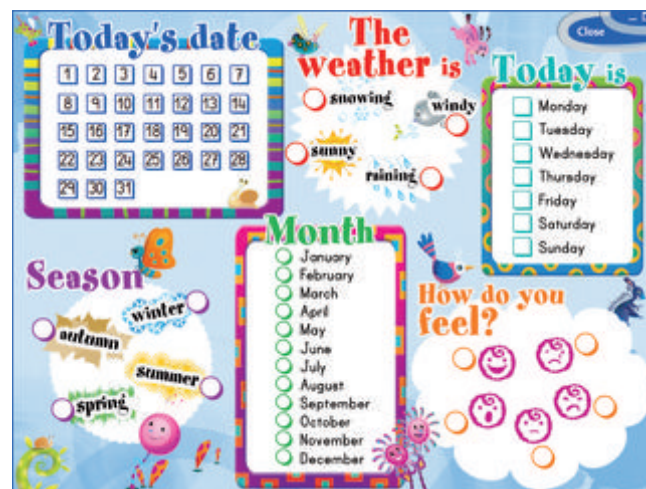 Today's date
1 2 3 4 5 6 7
8 9 10 11 12 13 14
15 16 17 18 19 20 21
22 23 24 25 26 27 28
29 30 31
The
weather is
snowing
windy
sunny
raining
Close
Today is
Monday
Tuesday
Wednesday
Thursday
Friday
Saturday
Sunday
Season
winter
autumn
summer
spring
Month
January
February
March
April
May
June
July
August
September
October
November
December
How do you
feel?